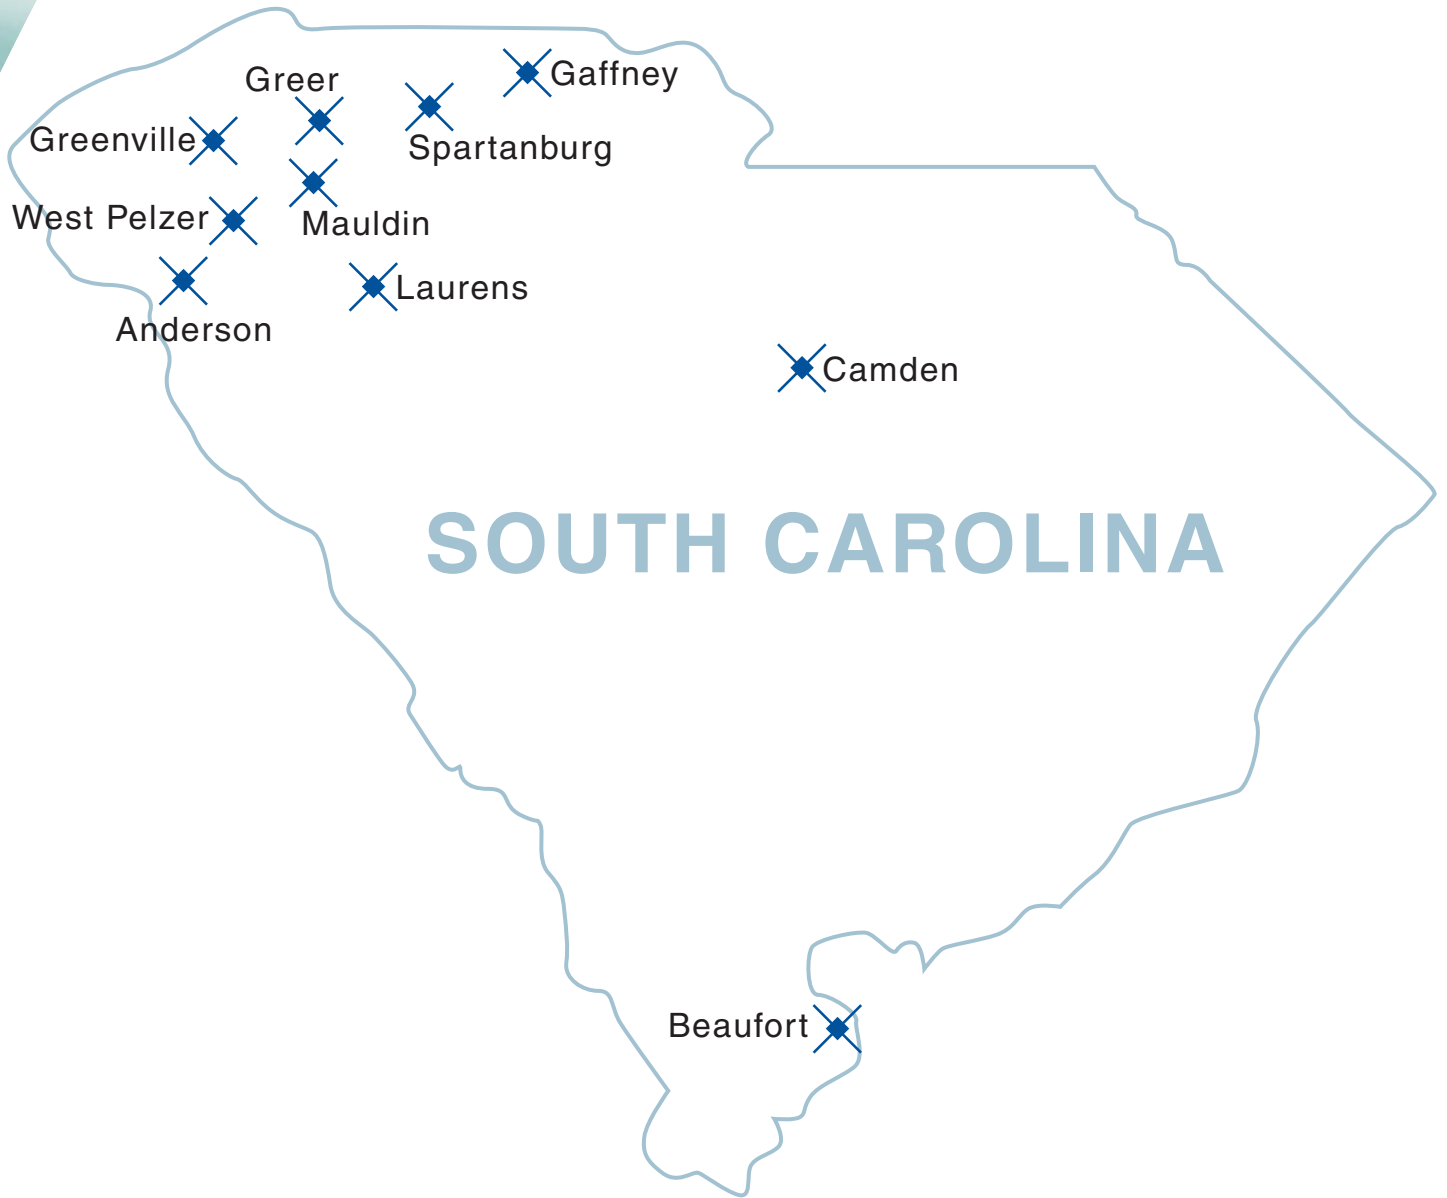 Gaffney
Greer
Greenville
Spartanburg
West Pelzer
Mauldin
Laurens
Anderson
Camden
SOUTH CAROLINA
Beaufort